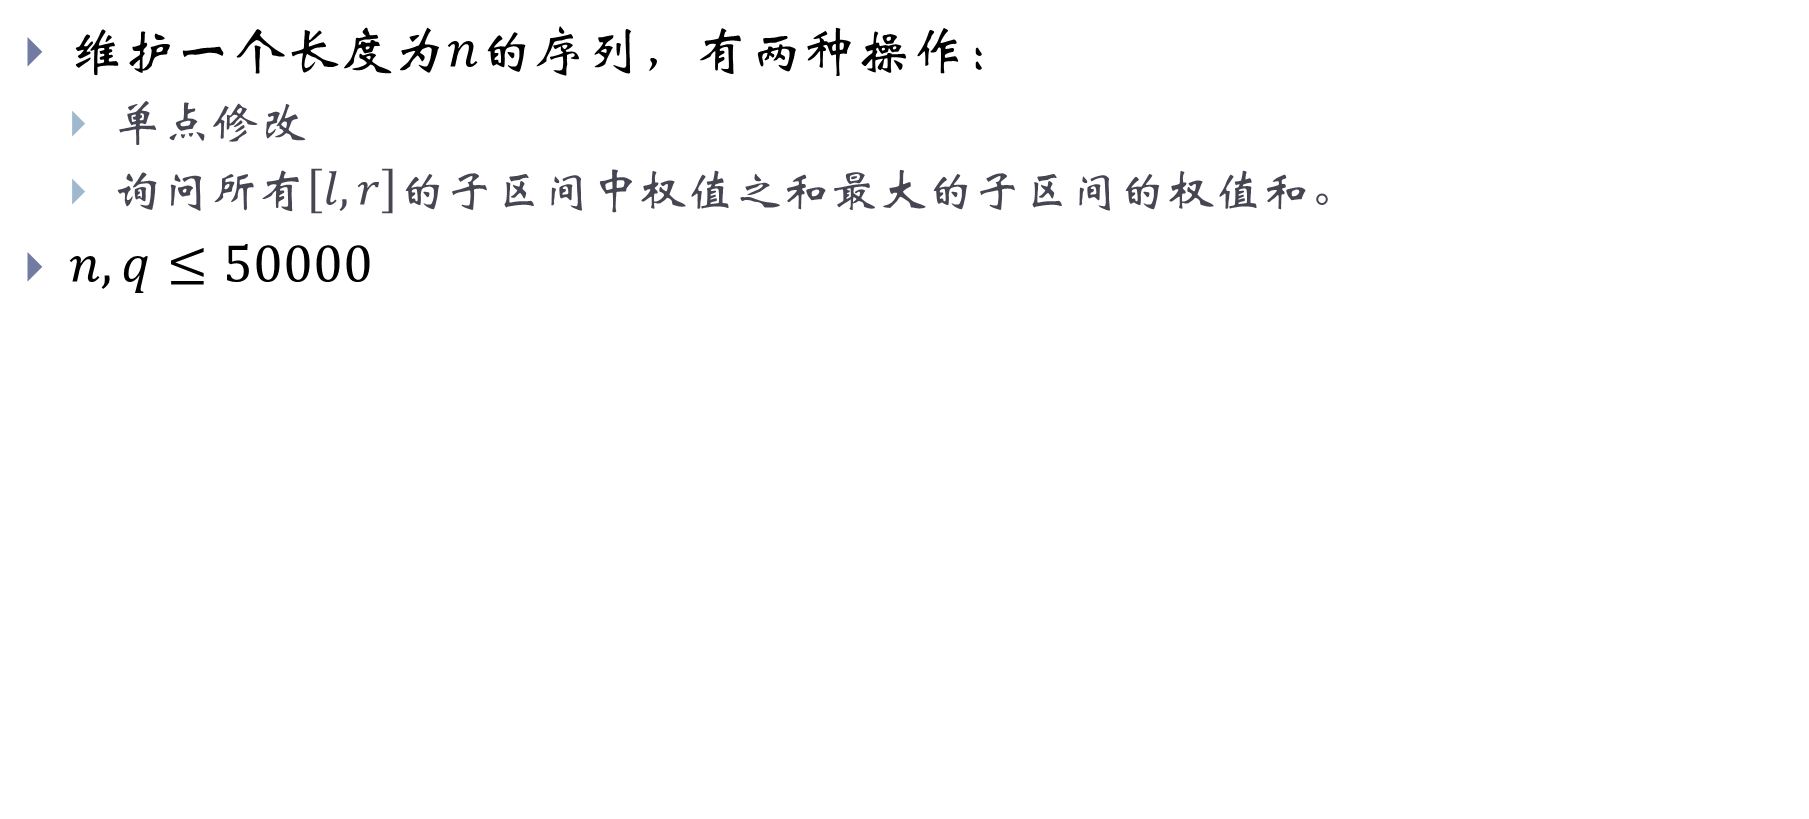 维护一个长度为n的序列，有两种操作：
单点修改
询问所有[l,r]的子区间中权值之和最大的子区间的权值和。
n,q ≤ 50000